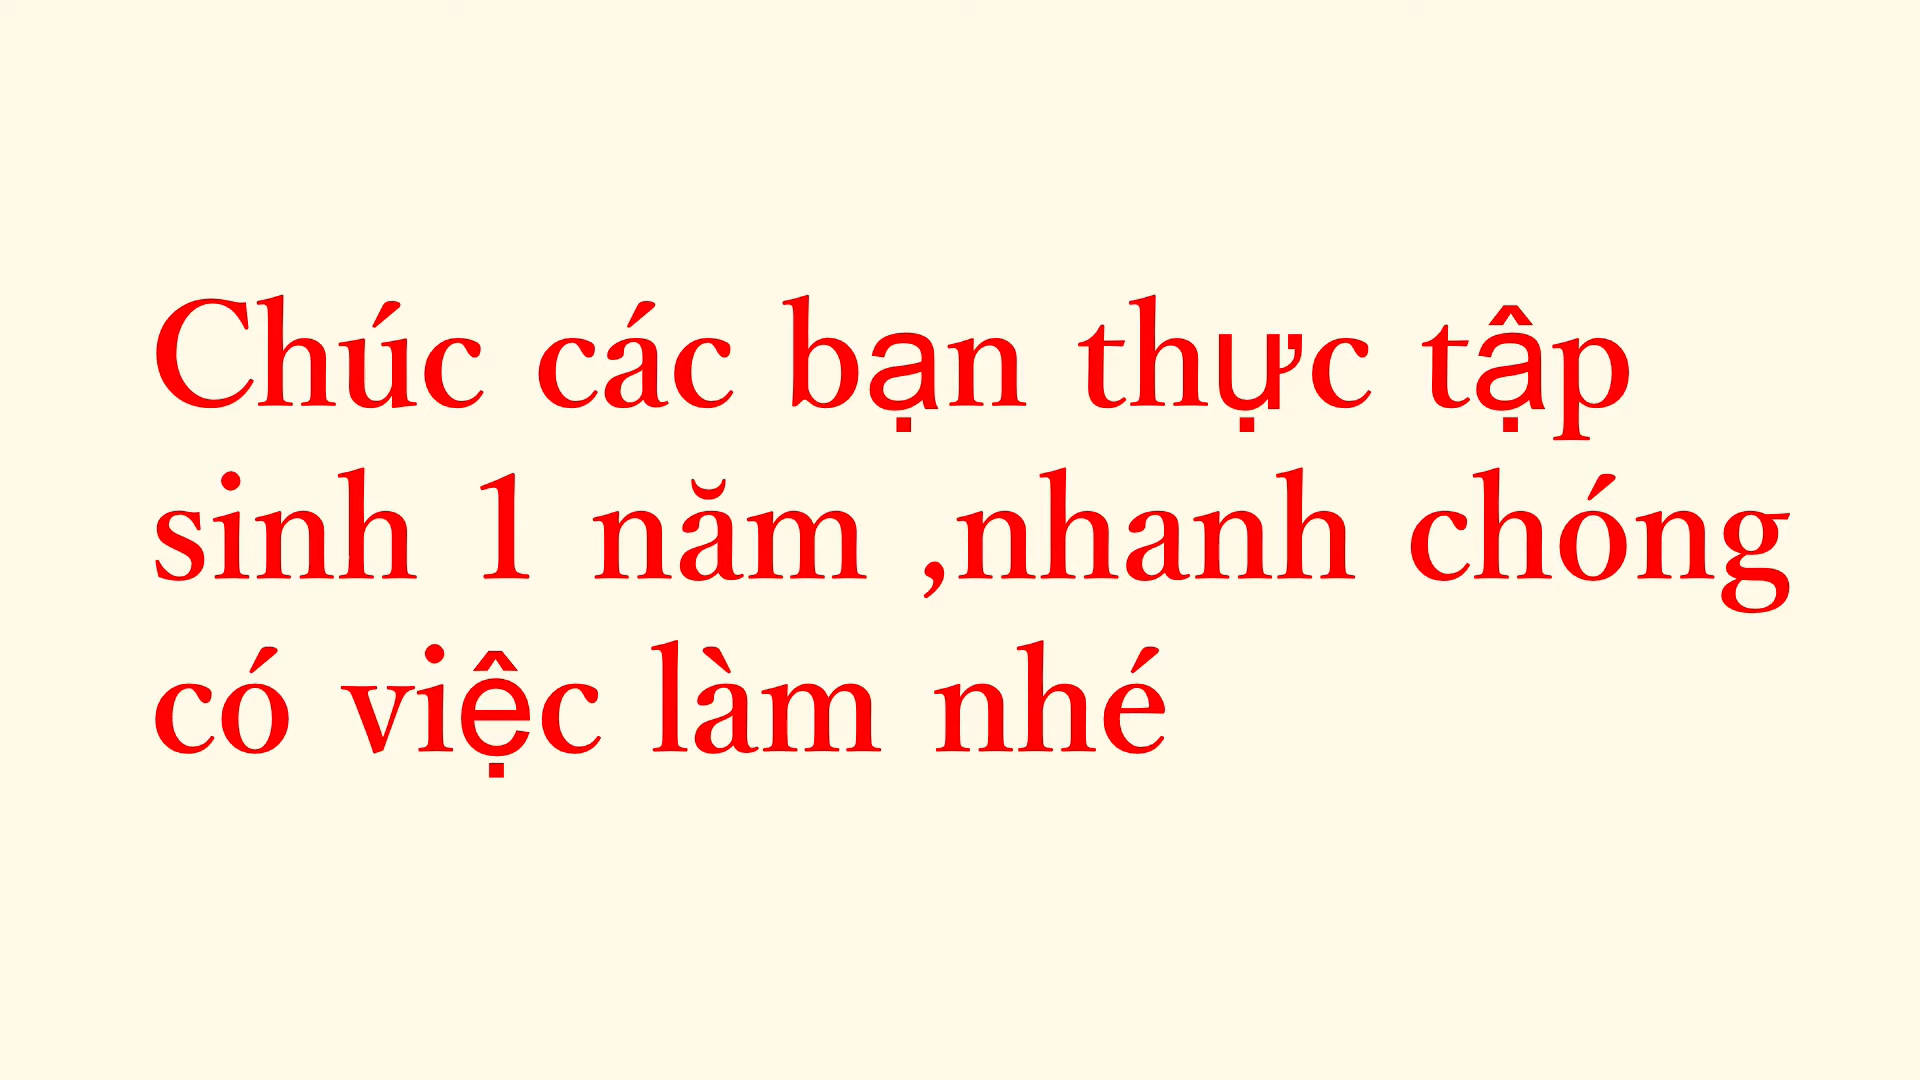 Chúc các bạn thực tập
sinh 1 năm ,nhanh chóng
có việc làm nhé